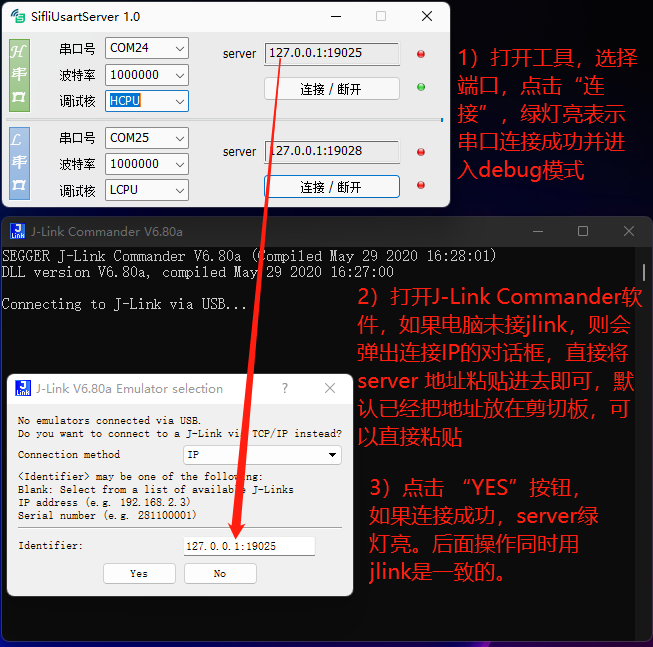 SifliUsartServer 1.0
H
串
口
串口号 COM24
波特率 1000000
调试核 HCPU
server 127.0.0.1:19025
连接 / 断开
L
串
口
串口号 COM25
波特率 1000000
调试核 LCPU
server 127.0.0.1:19028
连接 / 断开
1）打开工具，选择
端口，点击“连
接”，绿灯亮表示
串口连接成功并进
入debug模式
J-Link Commander V6.80a
SEGGER J-Link Commander V6.80a (Compiled May 29 2020 16:28:01)
DLL version V6.80a, compiled May 29 2020 16:27:00
Connecting to J-Link via USB...
2）打开J-Link Commander软
件，如果电脑未接jlink，则会
弹出连接IP的对话框，直接将
server 地址粘贴进去即可，默
认已经把地址放在剪切板，可
以直接粘贴
J-Link V6.80a Emulator selection
No emulators connected via USB.
Do you want to connect to a J-Link via TCP/IP instead?
Connection method IP
<Identifier> may be one of the following:
Blank: Select from a list of available J-Links
IP address (e.g. 192.168.2.3)
Serial number (e.g. 281100001)
Identifier: 127.0.0.1:19025
Yes No
3）点击 “YES”按钮，
如果连接成功，server绿
灯亮。后面操作同时用
jlink是一致的。